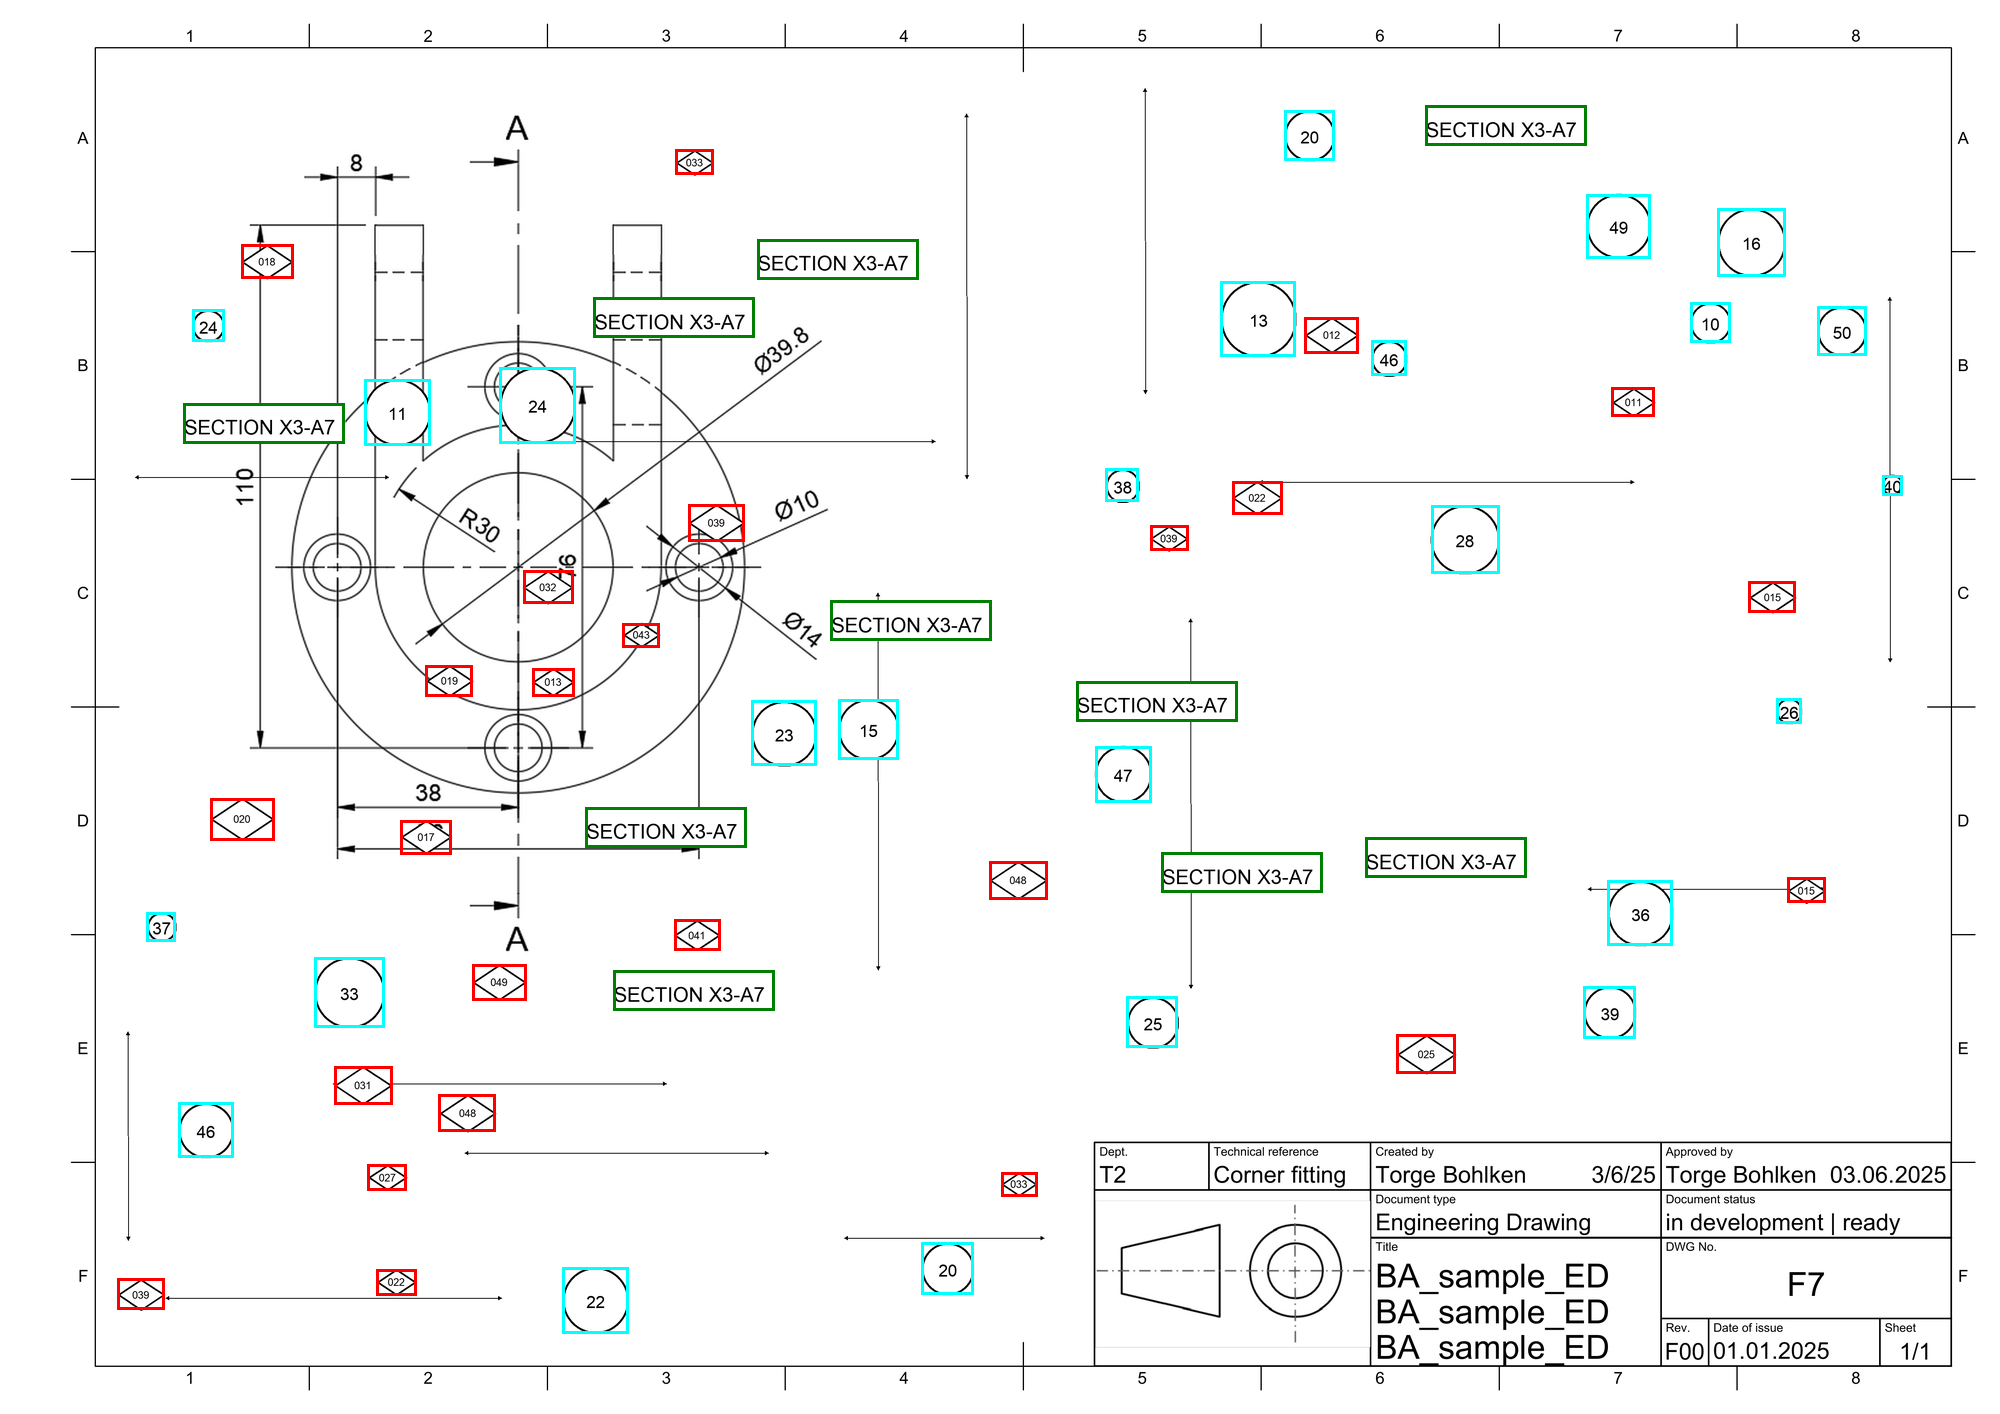 1 2 3 4 5 6 7 8
A A
A
20
SECTION X3-A7
033
8
49
16
018
SECTION X3-A7
24
SECTION X3-A7
13
012
10
50
Ø39.8
46
B B
11
24
011
SECTION X3-A7
110
38
40
022
R30
Ø10
039
039
28
76
032
C C
015
043
Ø14
SECTION X3-A7
019
013
SECTION X3-A7
26
23
15
47
38
020
017
SECTION X3-A7
D D
SECTION X3-A7
SECTION X3-A7
048
015
36
37
041
A
049
33
SECTION X3-A7
25
39
E E
025
031
048
46
027
033
20
F F
022
039
22
Dept.
T2
Technical reference
Corner fitting
Created by
Torge Bohlken 3/6/25
Approved by
Torge Bohlken 03.06.2025
Document type
Engineering Drawing
Document status
in development | ready
Title
BA_sample_ED
BA_sample_ED
BA_sample_ED
DWG No.
F7
Rev.
F00
Date of issue
01.01.2025
Sheet
1/1
1 2 3 4 5 6 7 8